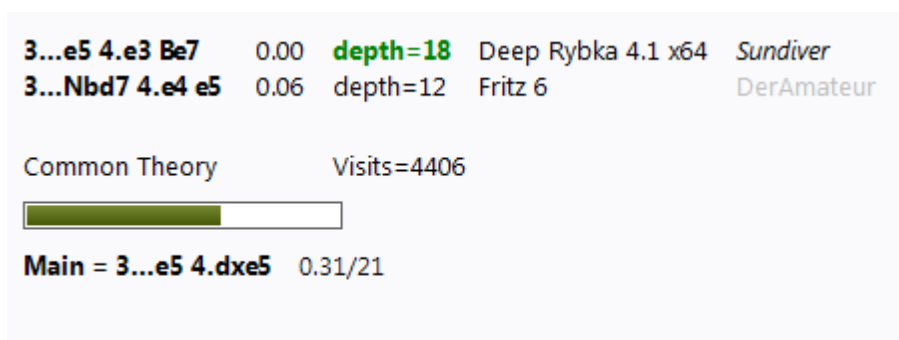 3...e5 4.e3 Be7 0.00 depth=18 Deep Rybka 4.1 x64 Sundiver
3...Nbd7 4.e4 e5 0.06 depth=12 Fritz 6 DerAmateur
Common Theory Visits=4406
Main = 3...e5 4.dxe5 0.31/21